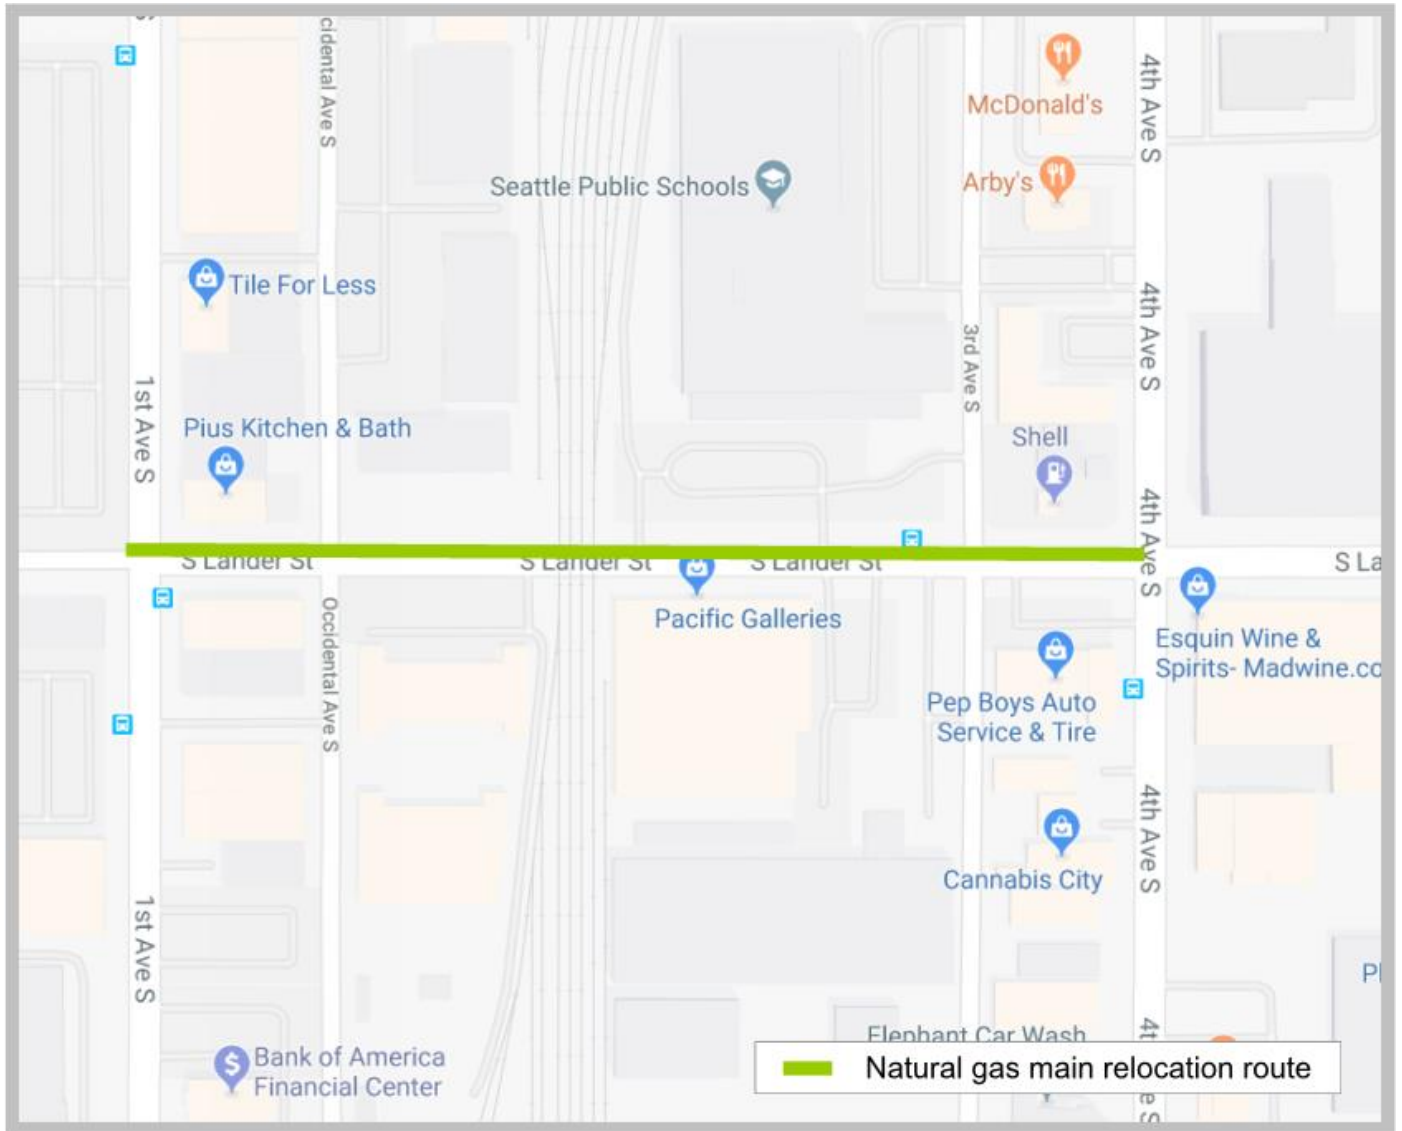 cidental Ave S
4th Ave S
McDonald's
Seattle Public Schools
Arby's
Tile For Less
4th Ave S
3rd Ave S
1st Ave S
Pius Kitchen & Bath
Shell
4th Ave S
S Lander St
S Lander St
S Lander St
S La
Occidental Ave S
Pacific Galleries
Esquin Wine &
Spirits- Madwine.co
Pep Boys Auto
Service & Tire
4th Ave S
Cannabis City
1st Ave S
Pl
Elephant Car Wash
4t
e S
Bank of America
Financial Center
Natural gas main relocation route